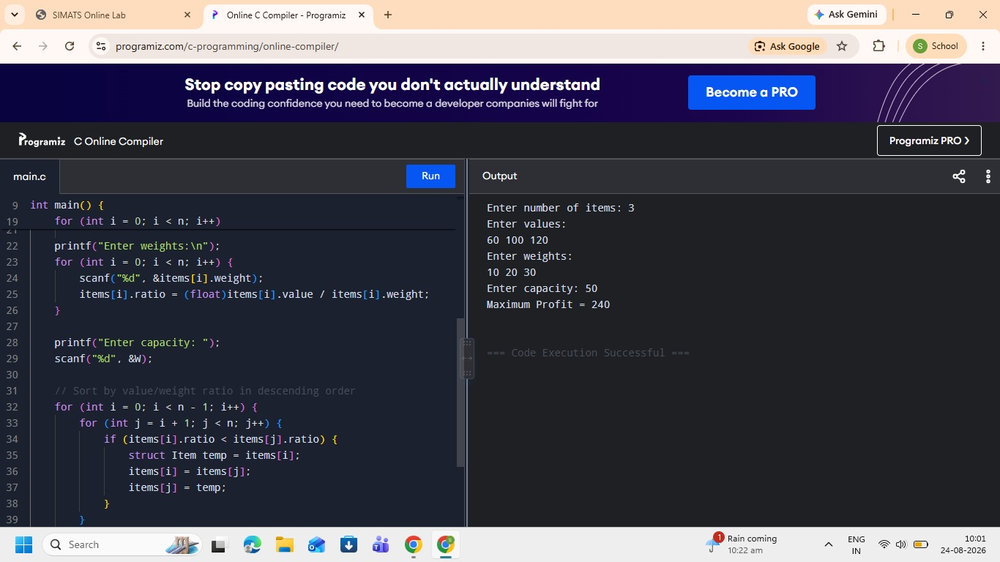 SIMATS Online Lab
Online C Compiler - Programiz
Ask Gemini
programiz.com/c-programming/online-compiler/
Ask Google
S School
Stop copy pasting code you don't actually understand
Build the coding confidence you need to become a developer companies will fight for
Become a PRO
Programiz C Online Compiler
Programiz PRO >
main.c
Run
Output
9 int main() {
19 for (int i = 0; i < n; i++)
21
22 printf("Enter weights:\n");
23 for (int i = 0; i < n; i++) {
24 scanf("%d", &items[i].weight);
25 items[i].ratio = (float)items[i].value / items[i].weight;
26 }
27
28 printf("Enter capacity: ");
29 scanf("%d", &W);
30
31 // Sort by value/weight ratio in descending order
32 for (int i = 0; i < n - 1; i++) {
33 for (int j = i + 1; j < n; j++) {
34 if (items[i].ratio < items[j].ratio) {
35 struct Item temp = items[i];
36 items[i] = items[j];
37 items[j] = temp;
38 }
39 }
Enter number of items: 3
Enter values:
60 100 120
Enter weights:
10 20 30
Enter capacity: 50
Maximum Profit = 240
=== Code Execution Successful ===
Search
1
Rain coming
10:22 am
ENG
IN
10:01
24-08-2026